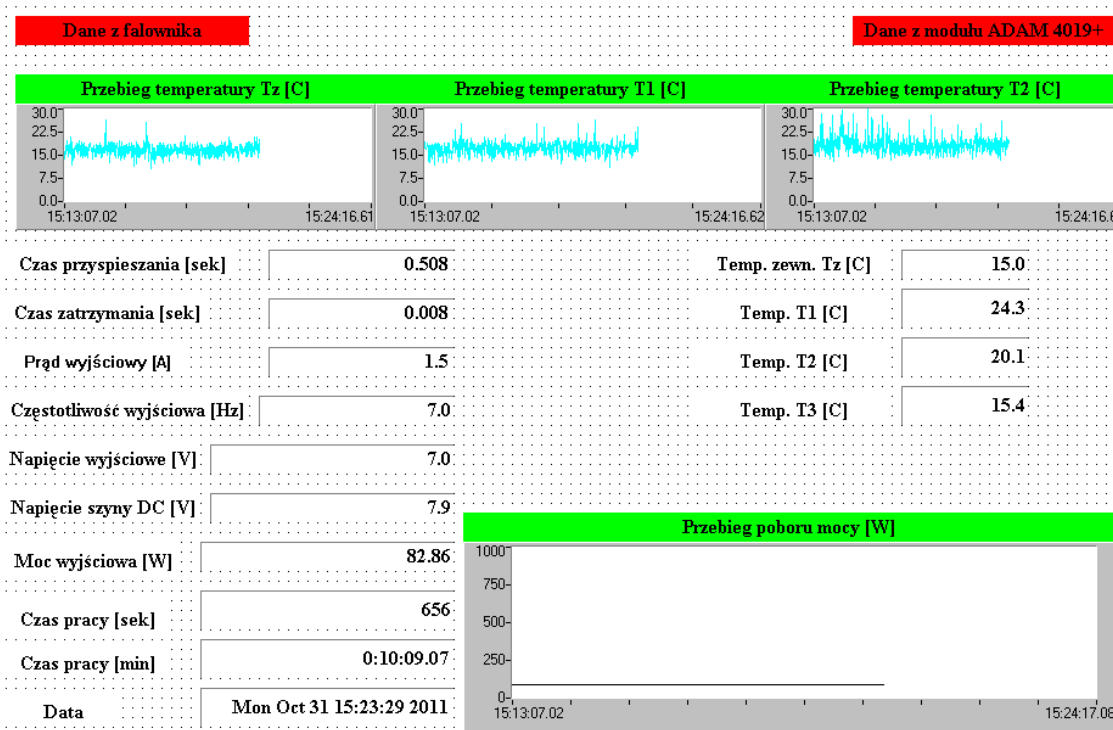 Dane z falownika
Dane z modułu ADAM 4019+
Przebieg temperatury Tz [C]
Przebieg temperatury T1 [C]
Przebieg temperatury T2 [C]
30.0
22.5
15.0
7.5
0.0
15:13:07.02
15:24:16.61
30.0
22.5
15.0
7.5
0.0
15:13:07.02
15:24:16.62
30.0
22.5
15.0
7.5
0.0
15:13:07.02
15:24:16.6
Czas przyspieszania [sek] 0.508
Czas zatrzymania [sek] 0.008
Prąd wyjściowy [A] 1.5
Częstotliwość wyjściowa [Hz] 7.0
Napięcie wyjściowe [V] 7.0
Napięcie szyny DC [V] 7.9
Moc wyjściowa [W] 82.86
Czas pracy [sek] 656
Czas pracy [min] 0:10:09.07
Data Mon Oct 31 15:23:29 2011
Temp. zewn. Tz [C] 15.0
Temp. T1 [C] 24.3
Temp. T2 [C] 20.1
Temp. T3 [C] 15.4
Przebieg poboru mocy [W]
1000
750
500
250
0
15:13:07.02
15:24:17.08